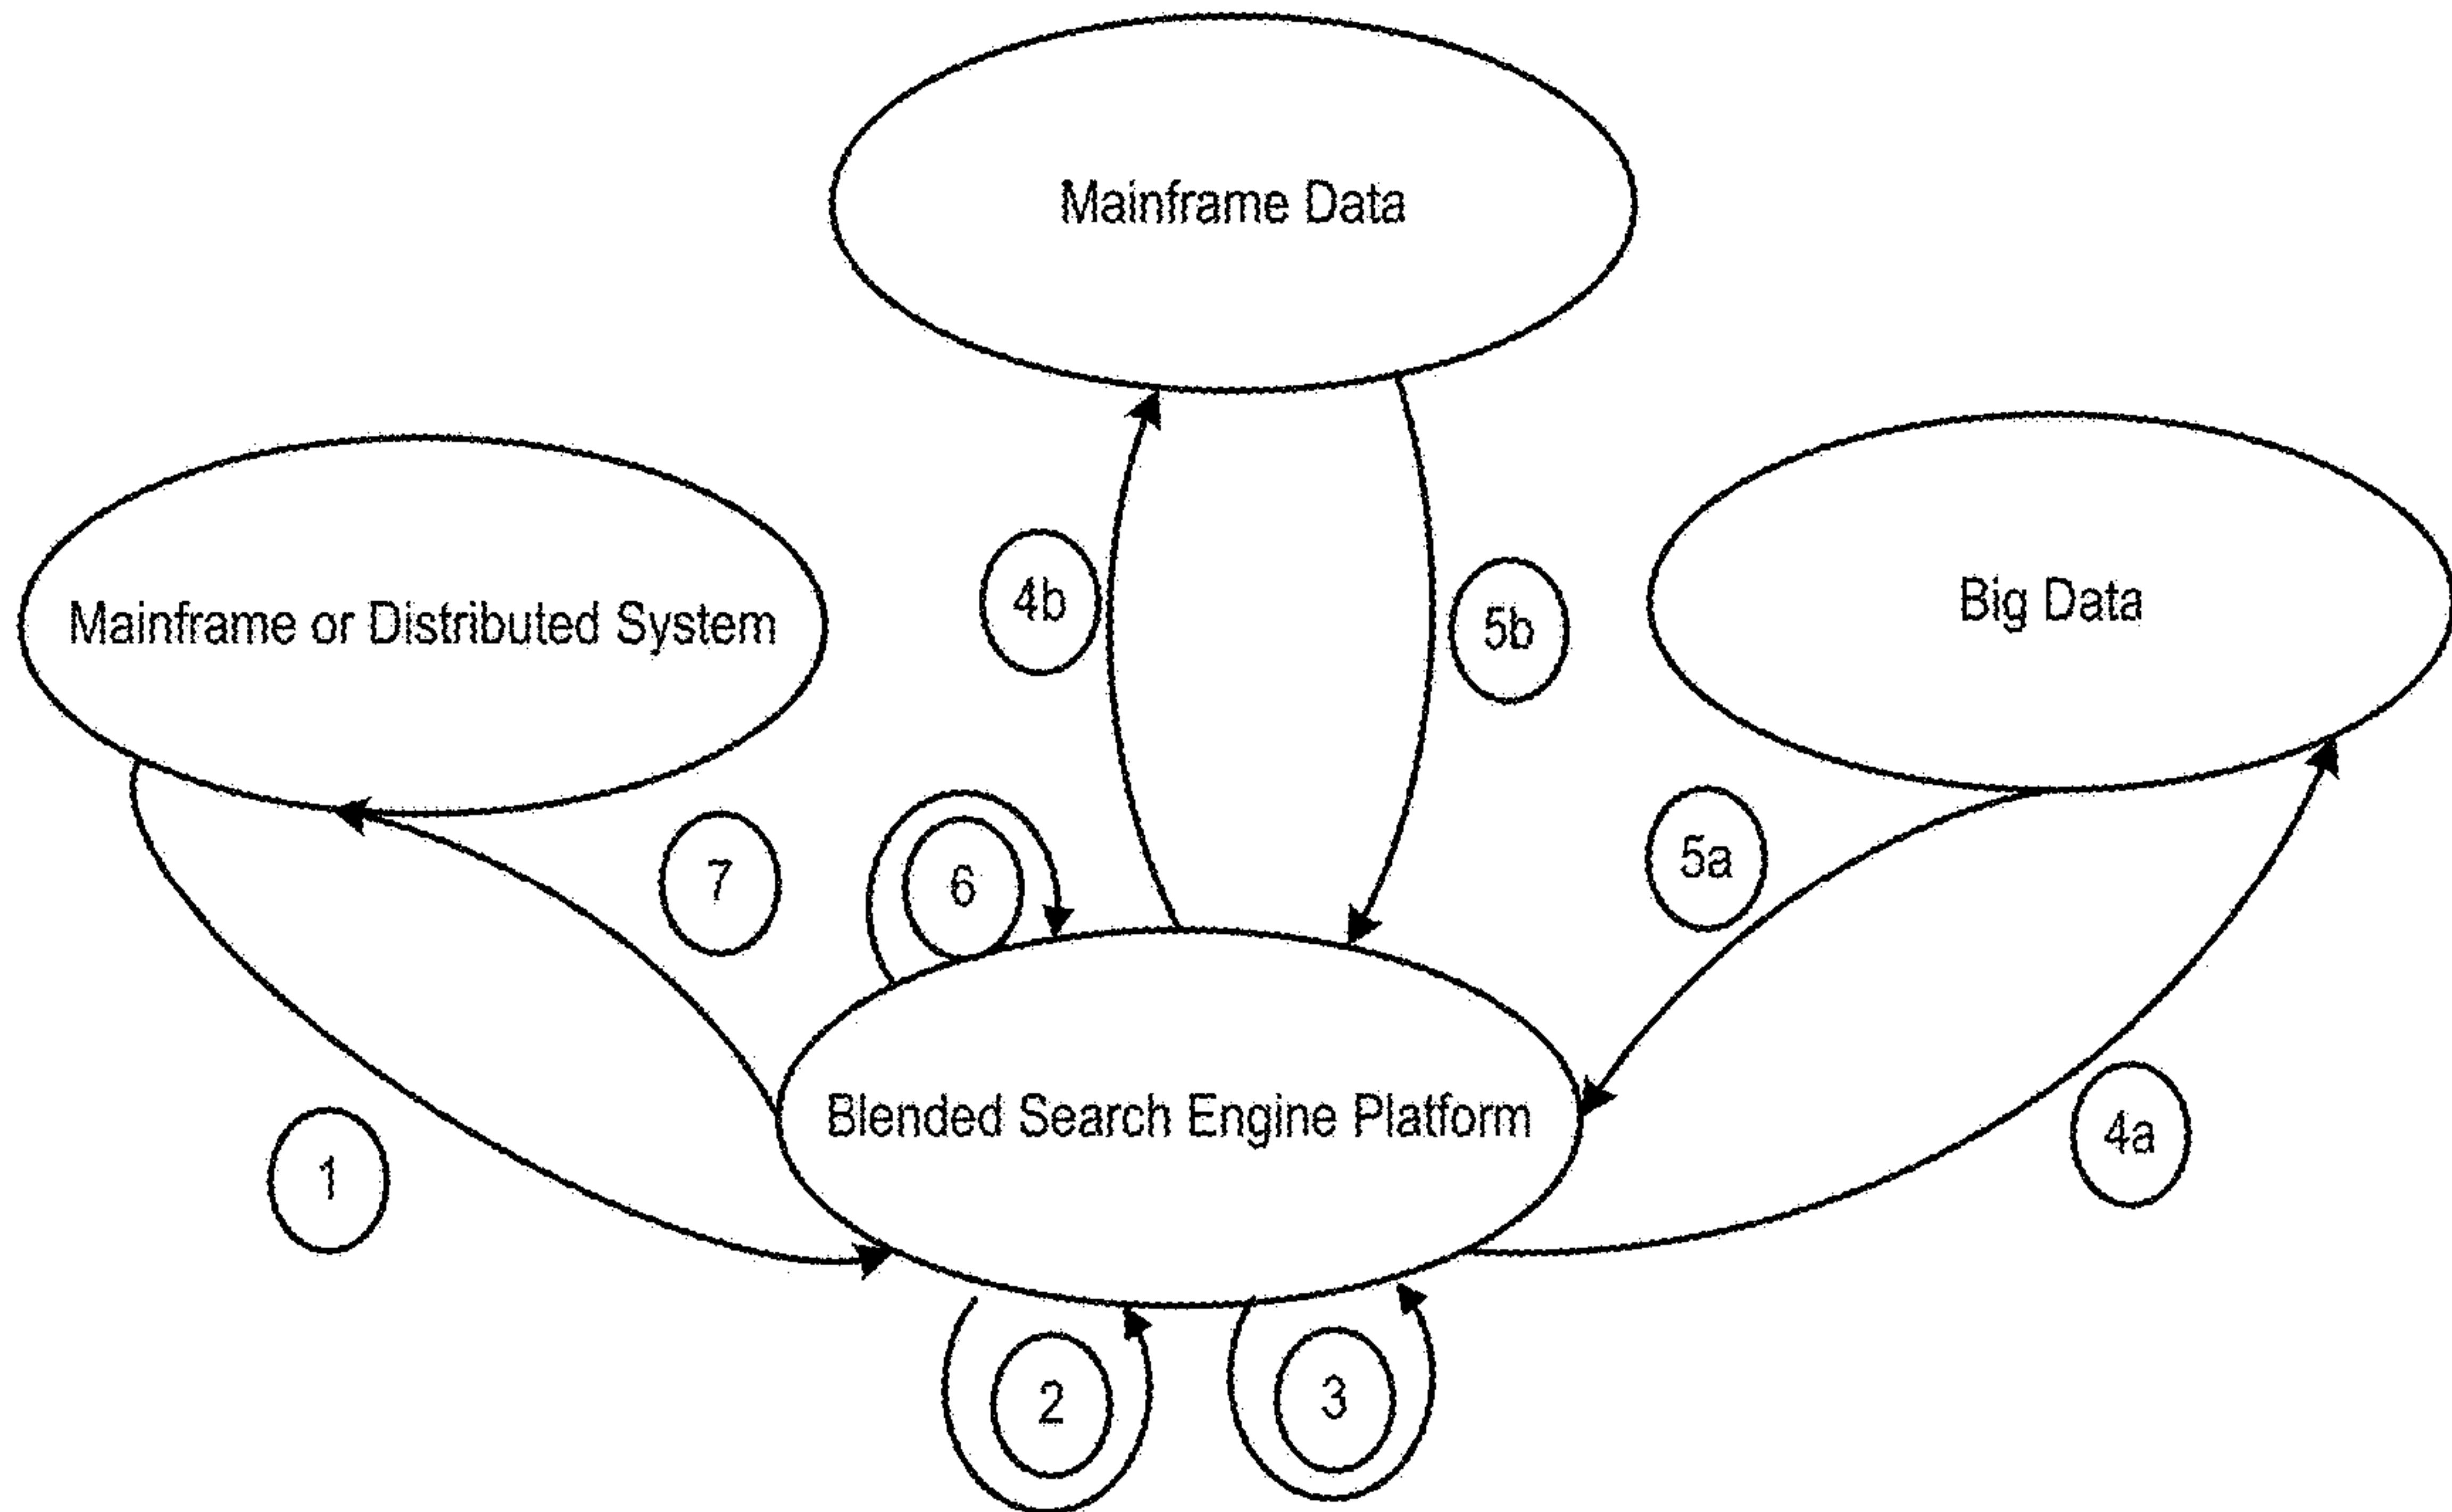 Mainframe Data
Mainframe or Distributed System
4b
5b
Big Data
7
6
5a
Blended Search Engine Platform
1
4a
2
3